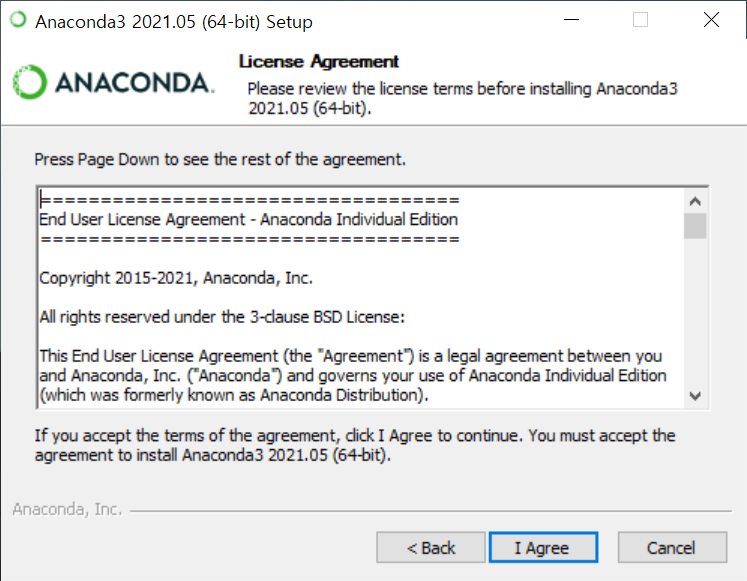 Anaconda3 2021.05 (64-bit) Setup
License Agreement
ANACONDA.
Please review the license terms before installing Anaconda3
2021.05 (64-bit).
Press Page Down to see the rest of the agreement.
===================================
End User License Agreement - Anaconda Individual Edition
===================================
Copyright 2015-2021, Anaconda, Inc.
All rights reserved under the 3-clause BSD License:
This End User License Agreement (the "Agreement") is a legal agreement between you
and Anaconda, Inc. ("Anaconda") and governs your use of Anaconda Individual Edition
(which was formerly known as Anaconda Distribution).
If you accept the terms of the agreement, click I Agree to continue. You must accept the
agreement to install Anaconda3 2021.05 (64-bit).
Anaconda, Inc.
< Back I Agree Cancel